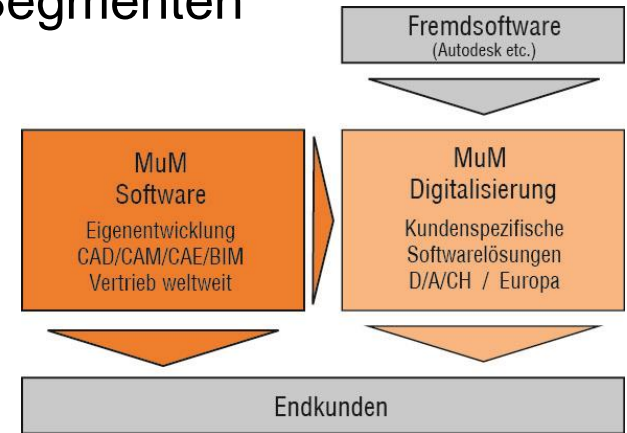 Segmenten
Fremdsoftware
(Autodesk etc.)
MuM
Software
Eigenentwicklung
CAD/CAM/CAE/BIM
Vertrieb weltweit
MuM
Digitalisierung
Kundenspezifische
Softwarelösungen
D/A/CH / Europa
Endkunden